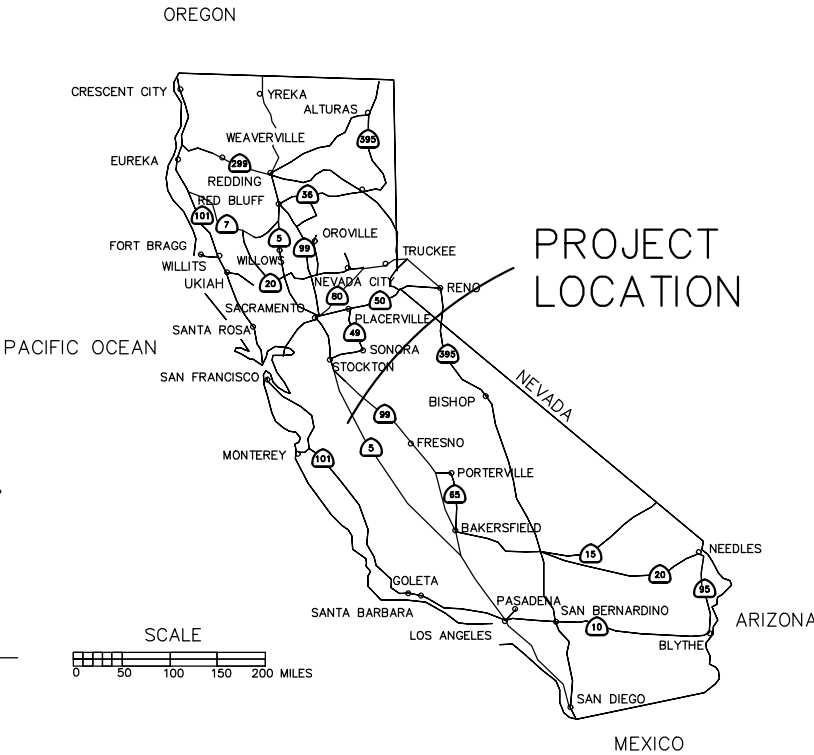 OREGON
CRESCENT CITY
YREKA
ALTURAS
WEAVERVILLE
395
EUREKA
299
REDDING
36
RED BLUFF
101
7
5
99
OROVILLE
FORT BRAGG
WILLOWS
TRUCKEE
WILLITS
20
NEVADA CITY
RENO
UKIAH
80
50
PROJECT
LOCATION
SACRAMENTO
PLACERVILLE
SANTA ROSA
49
PACIFIC OCEAN
SONORA
395
STOCKTON
SAN FRANCISCO
NEVADA
BISHOP
99
FRESNO
5
MONTEREY
101
PORTERVILLE
65
BAKERSFIELD
15
NEEDLES
20
95
GOLETA
PASADENA
SANTA BARBARA
SAN BERNARDINO
ARIZONA
10
LOS ANGELES
BLYTHE
SCALE
0 50 100 150 200 MILES
SAN DIEGO
MEXICO